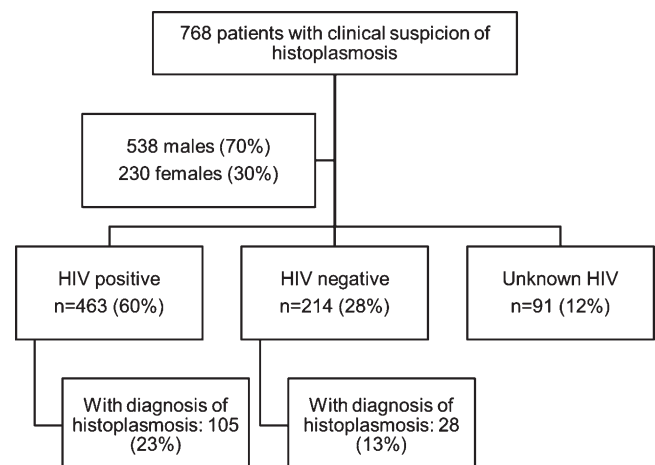 768 patients with clinical suspicion of
histoplasmosis
538 males (70%)
230 females (30%)
HIV positive
n=463 (60%)
HIV negative
n=214 (28%)
Unknown HIV
n=91 (12%)
With diagnosis of
histoplasmosis: 105
(23%)
With diagnosis of
histoplasmosis: 28
(13%)